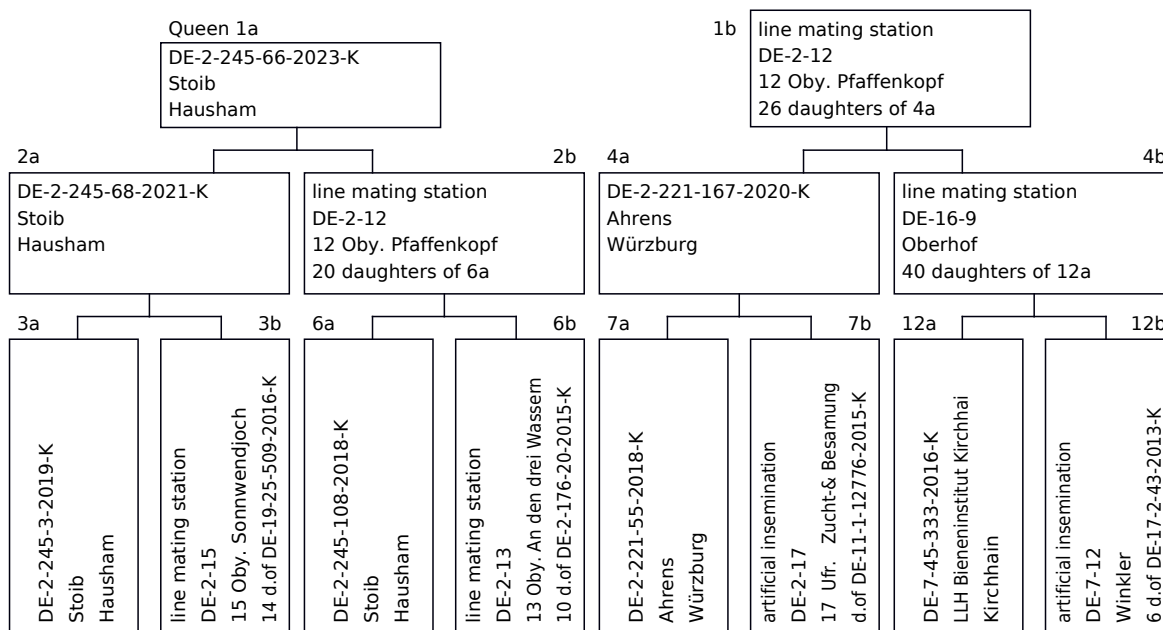 Queen 1a
DE-2-245-66-2023-K
Stoib
Hausham
1b
line mating station
DE-2-12
12 Oby. Pfaffenkopf
26 daughters of 4a
2a
DE-2-245-68-2021-K
Stoib
Hausham
2b
line mating station
DE-2-12
12 Oby. Pfaffenkopf
20 daughters of 6a
4a
DE-2-221-167-2020-K
Ahrens
Würzburg
4b
line mating station
DE-16-9
Oberhof
40 daughters of 12a
3a
DE-2-245-3-2019-K
Stoib
Hausham
3b
line mating station
DE-2-15
15 Oby. Sonnwendjoch
14 d.of DE-19-25-509-2016-K
6a
DE-2-245-108-2018-K
Stoib
Hausham
6b
line mating station
DE-2-13
13 Oby. An den drei Wassern
10 d.of DE-2-176-20-2015-K
7a
DE-2-221-55-2018-K
Ahrens
Würzburg
7b
artificial insemination
DE-2-17
17 Ufr. Zucht-& Besamung
d.of DE-11-1-12776-2015-K
12a
DE-7-45-333-2016-K
LLH Bieneninstitut Kirchhai
Kirchhain
12b
artificial insemination
DE-7-12
Winkler
6 d.of DE-17-2-43-2013-K